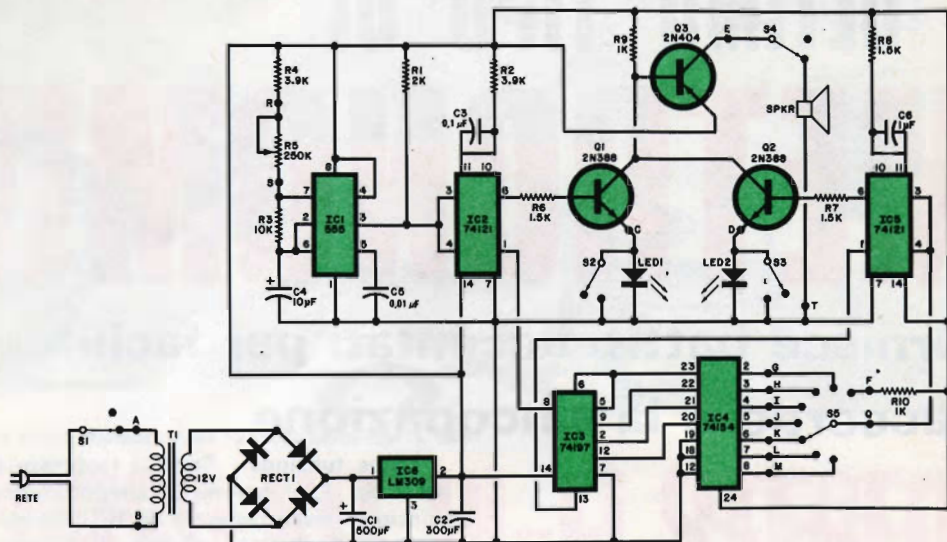 R4
3.9K
R
R5
250K
S
R3
10K
C4
10µF
R1
2K
8
7
4
2
3
6
5
1
IC1
555
C5
0,01 µF
R2
3.9K
C3
0,1 µF
11
10
3
6
4
1
14
7
IC2
74121
R6
1.5K
R9
1K
Q3
2N404
E
S4
SPKR
Q1
2N388
Q2
2N388
C
D
S2
LED1
LED2
S3
T
R7
1.5K
R8
1.5K
C6
1µF
10
11
6
3
1
4
7
14
IC5
74121
S1
A
B
RETE
T1
12V
RECT1
C1
500µF
1
2
3
IC6
LM309
C2
300µF
6
8
5
9
2
12
14
13
IC3
74197
23
22
21
20
19
18
12
2
3
4
5
6
7
8
24
IC4
74154
G
H
I
J
K
L
M
S5
F
R10
1K